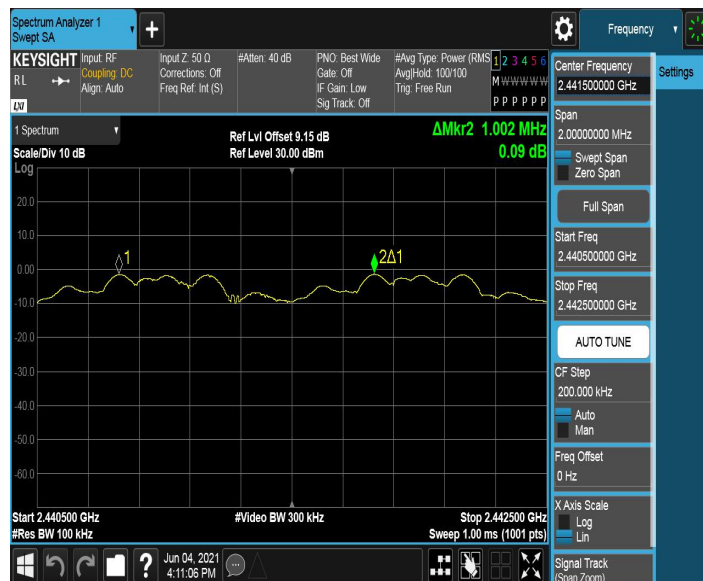 Spectrum Analyzer 1
Swept SA
+
Frequency
KEYSIGHT
RL
LXI
Input: RF
Coupling: DC
Align: Auto
Input Z: 50 Ω
Corrections: Off
Freq Ref: Int (S)
#Atten: 40 dB
PNO: Best Wide
Gate: Off
IF Gain: Low
Sig Track: Off
#Avg Type: Power (RMS
Avg|Hold: 100/100
Trig: Free Run
1 2 3 4 5 6
M W W W W W
P P P P P P
1 Spectrum
Scale/Div 10 dB
Log
Ref Lvl Offset 9.15 dB
Ref Level 30.00 dBm
ΔMkr2 1.002 MHz
0.09 dB
20.0
10.0
0.00
-10.0
-20.0
-30.0
-40.0
-50.0
-60.0
1
2Δ1
Start 2.440500 GHz
#Res BW 100 kHz
#Video BW 300 kHz
Stop 2.442500 GHz
Sweep 1.00 ms (1001 pts)
Center Frequency
2.441500000 GHz
Settings
Span
2.00000000 MHz
Swept Span
Zero Span
Full Span
Start Freq
2.440500000 GHz
Stop Freq
2.442500000 GHz
AUTO TUNE
CF Step
200.000 kHz
Auto
Man
Freq Offset
0 Hz
X Axis Scale
Log
Lin
Signal Track
(Span Zoom)
?
Jun 04, 2021
4:11:06 PM